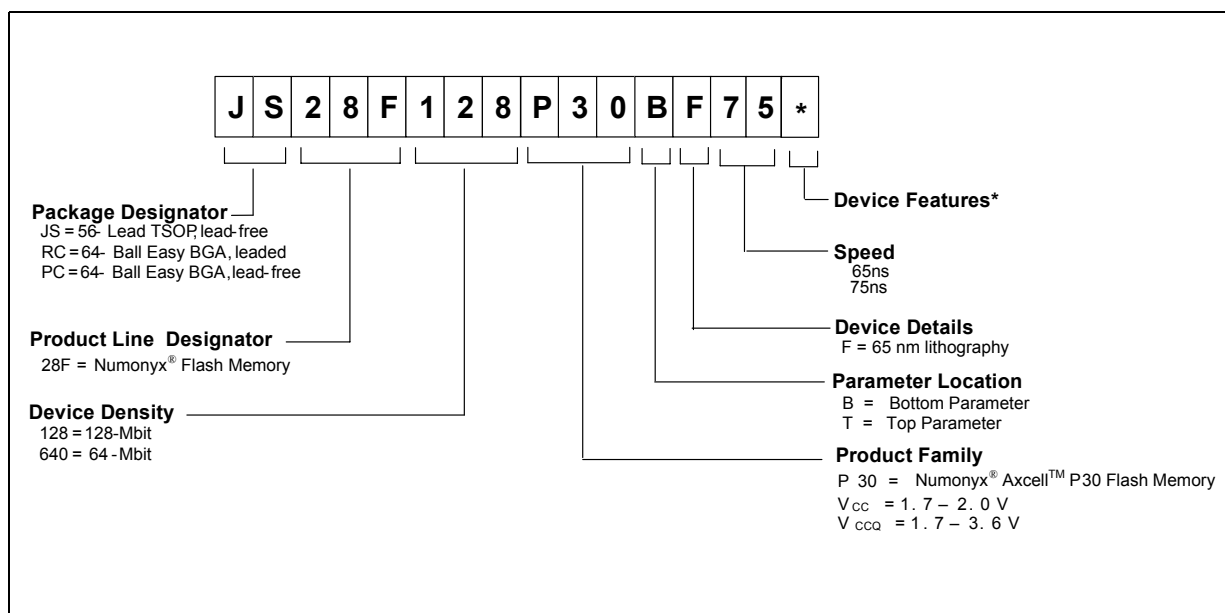 J S 2 8 F 1 2 8 P 3 0 B F 7 5 *
Package Designator
JS = 56- Lead TSOP, lead-free
RC = 64- Ball Easy BGA, leaded
PC = 64- Ball Easy BGA, lead-free
Product Line Designator
28F = Numonyx® Flash Memory
Device Density
128 = 128-Mbit
640 = 64-Mbit
Device Features*
Speed
65ns
75ns
Device Details
F = 65 nm lithography
Parameter Location
B = Bottom Parameter
T = Top Parameter
Product Family
P 30 = Numonyx® Axcell™ P30 Flash Memory
VCC = 1.7 – 2.0 V
VCCQ = 1.7 – 3.6 V